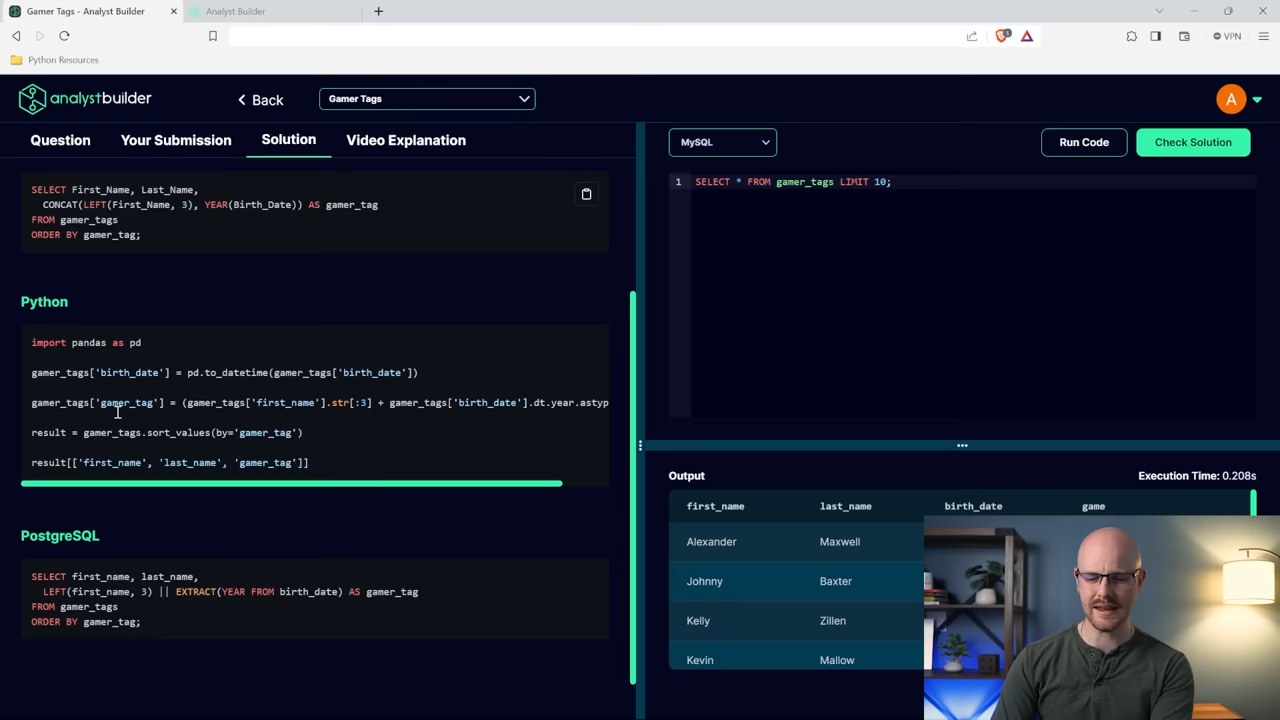 Gamer Tags - Analyst Builder
Analyst Builder
VPN
Python Resources
analystbuilder
Back
Gamer Tags
A
Question
Your Submission
Solution
Video Explanation
SELECT First_Name, Last_Name,
CONCAT(LEFT(First_Name, 3), YEAR(Birth_Date)) AS gamer_tag
FROM gamer_tags
ORDER BY gamer_tag;
Python
import pandas as pd
gamer_tags['birth_date'] = pd.to_datetime(gamer_tags['birth_date'])
gamer_tags['gamer_tag'] = (gamer_tags['first_name'].str[:3] + gamer_tags['birth_date'].dt.year.astyp
result = gamer_tags.sort_values(by='gamer_tag')
result[['first_name', 'last_name', 'gamer_tag']]
PostgreSQL
SELECT first_name, last_name,
LEFT(first_name, 3) || EXTRACT(YEAR FROM birth_date) AS gamer_tag
FROM gamer_tags
ORDER BY gamer_tag;
MySQL
Run Code
Check Solution
1 SELECT * FROM gamer_tags LIMIT 10;
Output
Execution Time: 0.208s
first_name last_name birth_date game
Alexander Maxwell
Johnny Baxter
Kelly Zillen
Kevin Mallow